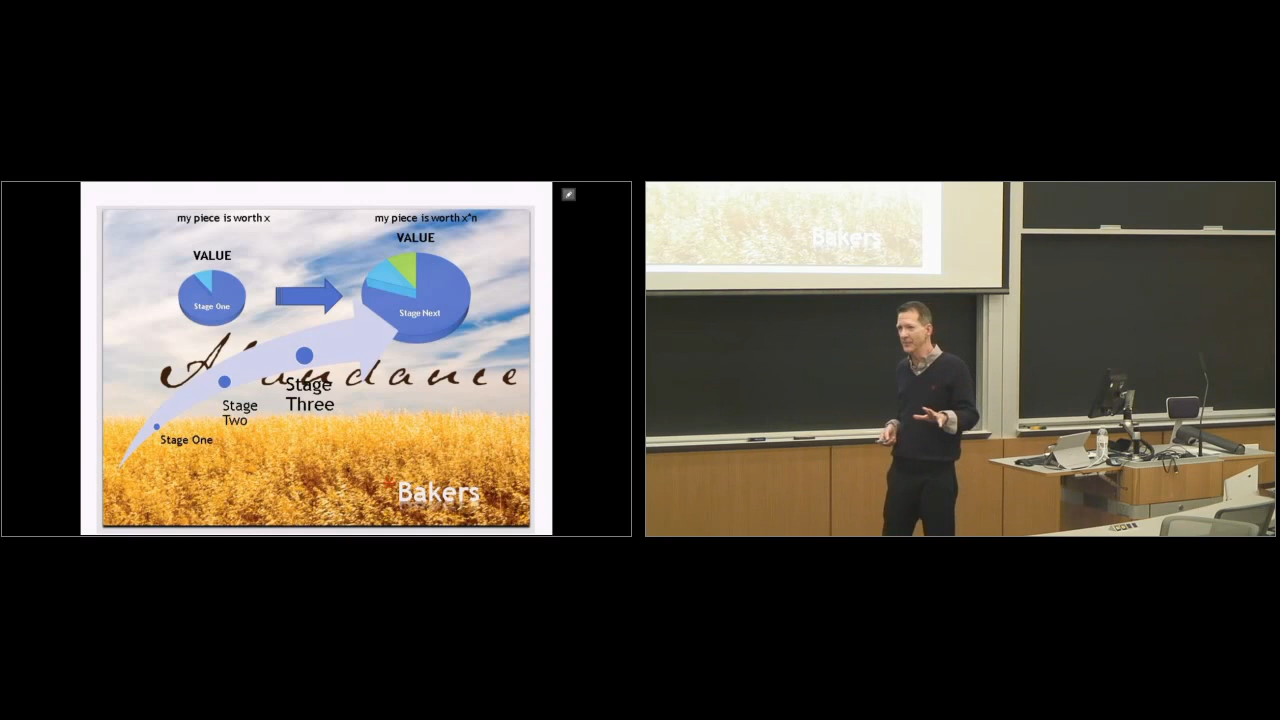 my piece is worth x
my piece is worth x*n
VALUE
VALUE
Stage One
Stage Next
Abundance
Stage
Three
Stage
Two
Stage One
*Bakers
Bakers